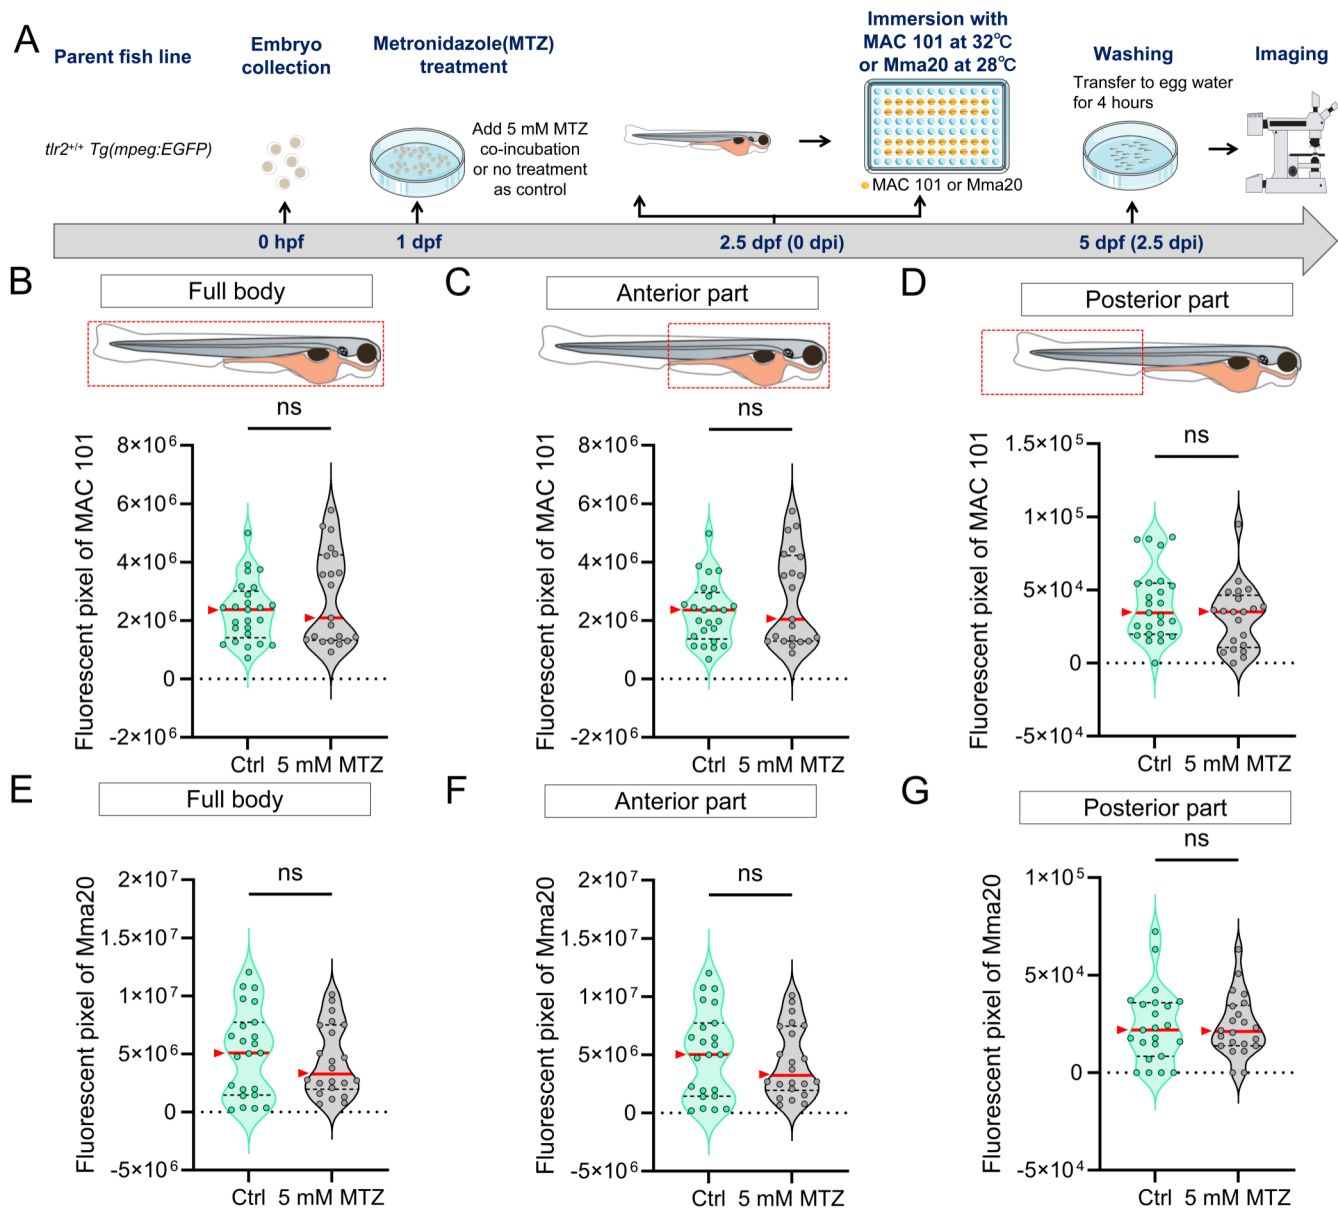 A
Parent fish line
Embryo
collection
Metronidazole(MTZ)
treatment
Immersion with
MAC 101 at 32℃
or Mma20 at 28℃
Washing
Imaging
tlr2+/+ Tg(mpeg:EGFP)
Add 5 mM MTZ
co-incubation
or no treatment
as control
MAC 101 or Mma20
Transfer to egg water
for 4 hours
0 hpf
1 dpf
2.5 dpf (0 dpi)
5 dpf (2.5 dpi)
B
Full body
ns
Fluorescent pixel of MAC 101
8×10⁶
6×10⁶
4×10⁶
2×10⁶
0
-2×10⁶
Ctrl 5 mM MTZ
C
Anterior part
ns
Fluorescent pixel of MAC 101
8×10⁶
6×10⁶
4×10⁶
2×10⁶
0
-2×10⁶
Ctrl 5 mM MTZ
D
Posterior part
ns
Fluorescent pixel of MAC 101
1.5×10⁵
1×10⁵
5×10⁴
0
-5×10⁴
Ctrl 5 mM MTZ
E
Full body
ns
Fluorescent pixel of Mma20
2×10⁷
1.5×10⁷
1×10⁷
5×10⁶
0
-5×10⁶
Ctrl 5 mM MTZ
F
Anterior part
ns
Fluorescent pixel of Mma20
2×10⁷
1.5×10⁷
1×10⁷
5×10⁶
0
-5×10⁶
Ctrl 5 mM MTZ
G
Posterior part
ns
Fluorescent pixel of Mma20
1×10⁵
5×10⁴
0
-5×10⁴
Ctrl 5 mM MTZ